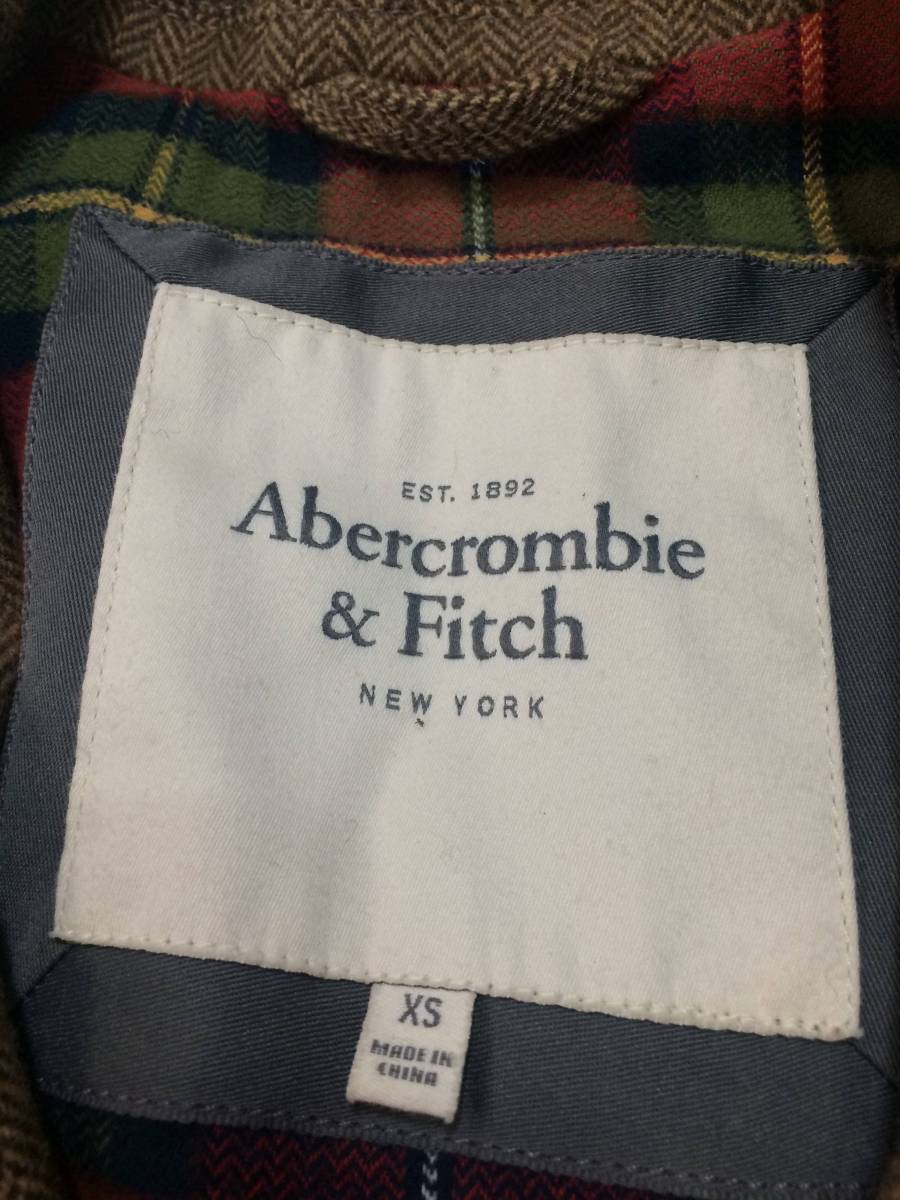 EST. 1892
Abercrombie
& Fitch
NEW YORK
XS
MADE IN
CHINA